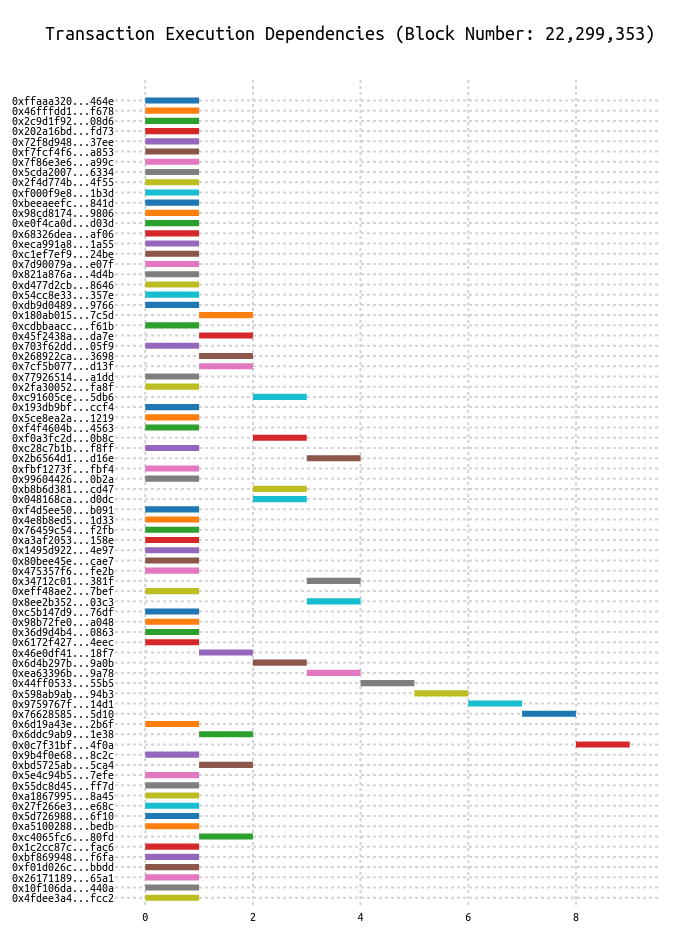 Transaction Execution Dependencies (Block Number: 22,299,353)
0xffaaa320...464e
0x46fffdd1...f678
0x2c9d1f92...08d6
0x202a16bd...fd73
0x72f8d948...37ee
0xf7fcf4f6...a853
0x7f86e3e6...a99c
0x5cda2007...6334
0x2f4d774b...4f55
0xf000f9e8...1b3d
0xbeeaeefc...841d
0x98cd8174...9806
0xe0f4ca0d...d03d
0x68326dea...af06
0xeca991a8...1a55
0xc1ef7ef9...24be
0x7d90079a...e07f
0x821a876a...4d4b
0xd477d2cb...8646
0x54cc8e33...357e
0xdb9d0489...9766
0x180ab015...7c5d
0xcdbbaacc...f61b
0x45f2438a...da7e
0x703f62dd...05f9
0x268922ca...3698
0x7cf5b077...d13f
0x77926514...a1dd
0x2fa30052...fa8f
0xc91605ce...5db6
0x193db9bf...ccf4
0x5ce8ea2a...1219
0xf4f4604b...4563
0xf0a3fc2d...0b8c
0xc28c7b1b...f8ff
0x2b6564d1...d16e
0xfbf1273f...fbf4
0x99604426...0b2a
0xb8b6d381...cd47
0x048168ca...d0dc
0xf4d5ee50...b091
0x4e8b8ed5...1d33
0x76459c54...f2fb
0xa3af2053...158e
0x1495d922...4e97
0x80bee45e...cae7
0x475357f6...fe2b
0x34712c01...381f
0xeff48ae2...7bef
0x8ee2b352...03c3
0xc5b147d9...76df
0x98b72fe0...a048
0x36d9d4b4...0863
0x6172f427...4eec
0x46e0df41...18f7
0x6d4b297b...9a0b
0xea63396b...9a78
0x44ff0533...55b5
0x598ab9ab...94b3
0x9759767f...14d1
0x76628585...5d10
0x6d19a43e...2b6f
0x6ddc9ab9...1e38
0x0c7f31bf...4f0a
0x9b4f0e68...8c2c
0xbd5725ab...5ca4
0x5e4c94b5...7efe
0x55dc8d45...ff7d
0xa1867995...8a45
0x27f266e3...e68c
0x5d726988...6f10
0xa5100288...bedb
0xc4065fc6...80fd
0x1c2cc87c...fac6
0xbf869948...f6fa
0xf01d026c...bbdd
0x26171189...65a1
0x10f106da...440a
0x4fdee3a4...fcc2
0 2 4 6 8